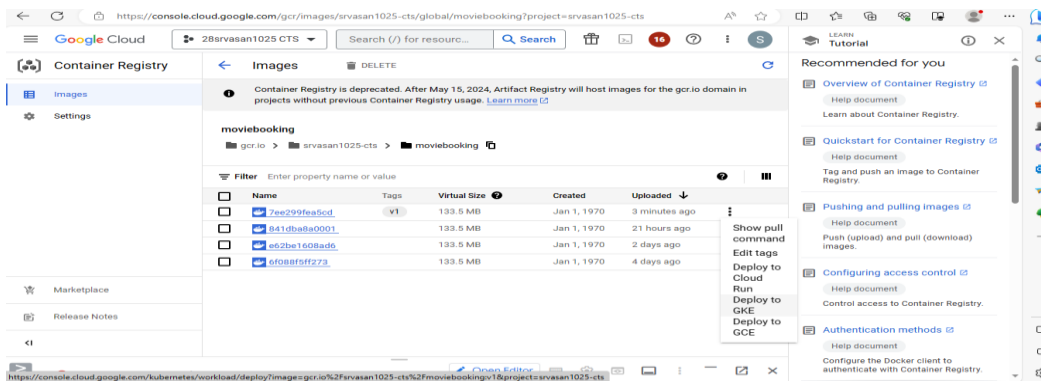 https://console.cloud.google.com/gcr/images/srvasan1025-cts/global/moviebooking?project=srvasan1025-cts
Google Cloud
28srvasan1025 CTS
Search (/) for resourc...
Search
16
S
LEARN
Tutorial
Container Registry
Images
DELETE
Recommended for you
Images
Settings
Container Registry is deprecated. After May 15, 2024, Artifact Registry will host images for the gcr.io domain in
projects without previous Container Registry usage. Learn more
moviebooking
gcr.io > srvasan1025-cts > moviebooking
Filter Enter property name or value
Name Tags Virtual Size Created Uploaded
7ee299fea5cd v1 133.5 MB Jan 1, 1970 3 minutes ago
841dba8a0001 133.5 MB Jan 1, 1970 21 hours ago
e62be1608ad6 133.5 MB Jan 1, 1970 2 days ago
6f088f5ff273 133.5 MB Jan 1, 1970 4 days ago
Show pull
command
Edit tags
Deploy to
Cloud
Run
Deploy to
GKE
Deploy to
GCE
Overview of Container Registry
Help document
Learn about Container Registry.
Quickstart for Container Registry
Help document
Tag and push an image to Container
Registry.
Pushing and pulling images
Help document
Push (upload) and pull (download)
images.
Configuring access control
Help document
Control access to Container Registry.
Authentication methods
Help document
Configure the Docker client to
authenticate with Container Registry.
Marketplace
Release Notes
Open Editor
https://console.cloud.google.com/kubernetes/workload/deploy?image=gcr.io%2Fsrvasan1025-cts%2Fmoviebooking:v1&project=srvasan1025-cts